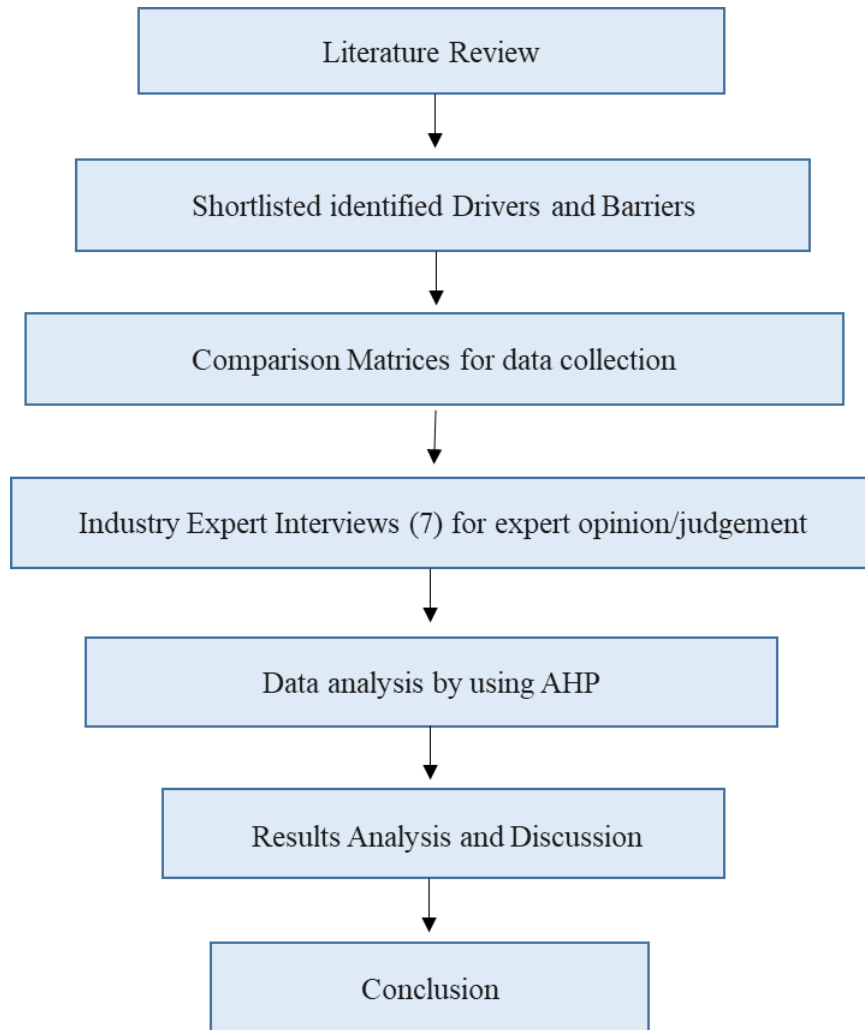 Literature Review
Shortlisted identified Drivers and Barriers
Comparison Matrices for data collection
Industry Expert Interviews (7) for expert opinion/judgement
Data analysis by using AHP
Results Analysis and Discussion
Conclusion